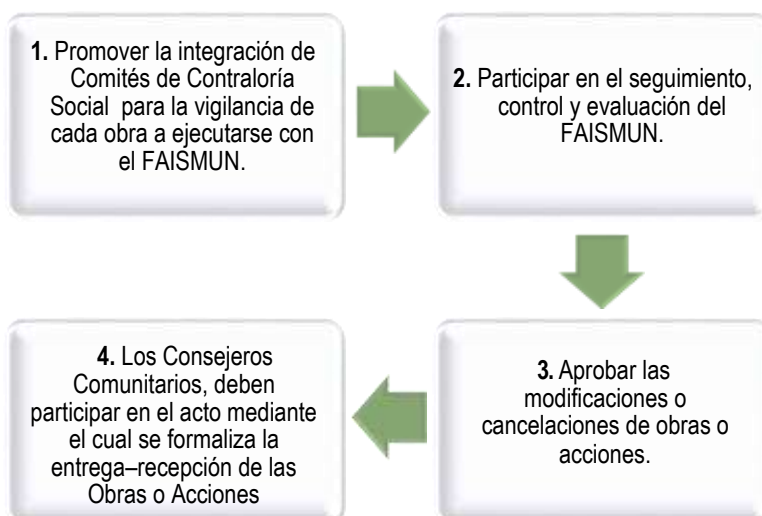 1. Promover la integración de
Comités de Contraloría
Social para la vigilancia de
cada obra a ejecutarse con
el FAISMUN.
2. Participar en el seguimiento,
control y evaluación del
FAISMUN.
3. Aprobar las
modificaciones o
cancelaciones de obras o
acciones.
4. Los Consejeros
Comunitarios, deben
participar en el acto mediante
el cual se formaliza la
entrega–recepción de las
Obras o Acciones